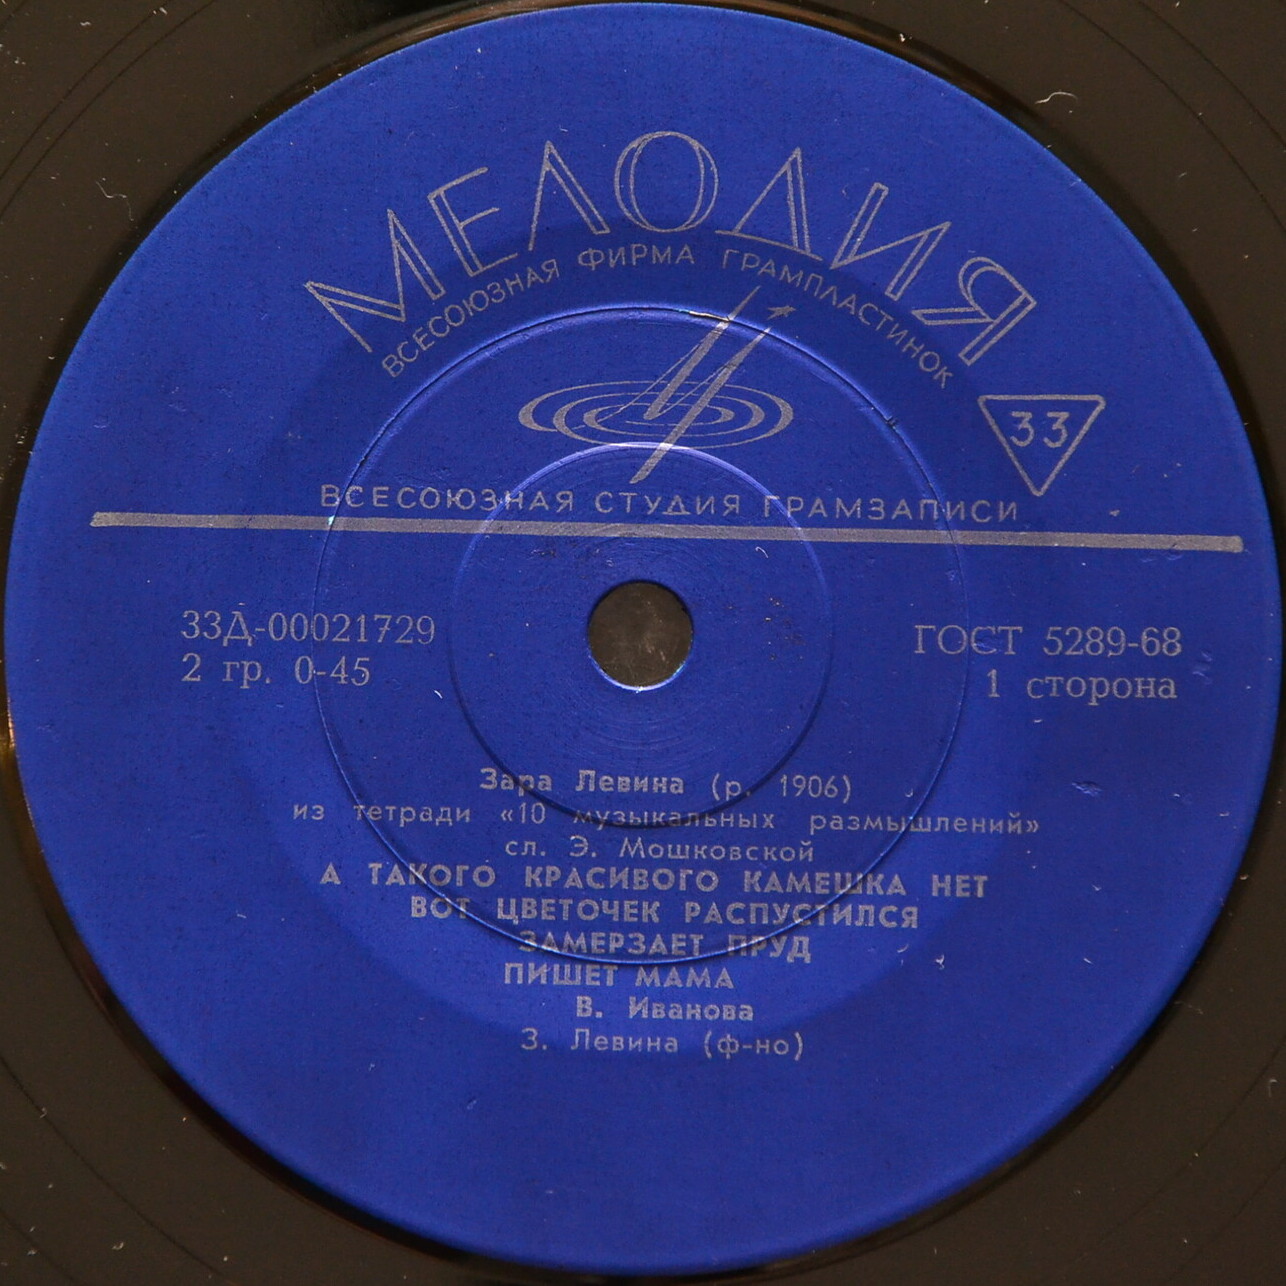 МЕЛОДИЯ
ВСЕСОЮЗНАЯ ФИРМА ГРАМПЛАСТИНОК
33
ВСЕСОЮЗНАЯ СТУДИЯ ГРАМЗАПИСИ
33Д-00021729
2 гр. 0-45
ГОСТ 5289-68
1 сторона
Зара Левина (р. 1906)
из тетради «10 музыкальных размышлений»
сл. Э. Мошковской
А ТАКОГО КРАСИВОГО КАМЕШКА НЕТ
ВОТ ЦВЕТОЧЕК РАСПУСТИЛСЯ
ЗАМЕРЗАЕТ ПРУД
ПИШЕТ МАМА
В. Иванова
З. Левина (ф-но)